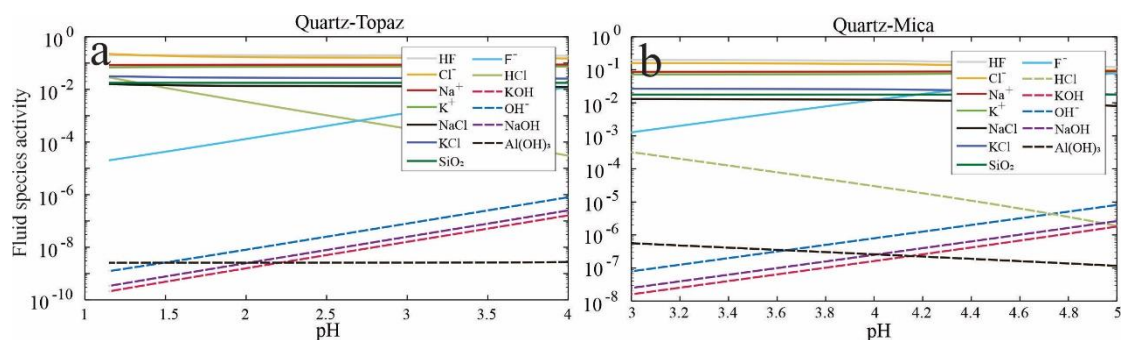 Quartz-Topaz
a
Fluid species activity
10⁰
10⁻²
10⁻⁴
10⁻⁶
10⁻⁸
10⁻¹⁰
HF
Cl⁻
Na⁺
K⁺
NaCl
KCl
SiO₂
F⁻
HCl
KOH
OH⁻
NaOH
Al(OH)₃
1 1.5 2 2.5 3 3.5 4
pH
Quartz-Mica
b
10⁰
10⁻¹
10⁻²
10⁻³
10⁻⁴
10⁻⁵
10⁻⁶
10⁻⁷
10⁻⁸
HF
Cl⁻
Na⁺
K⁺
NaCl
KCl
SiO₂
F⁻
HCl
KOH
OH⁻
NaOH
Al(OH)₃
3 3.2 3.4 3.6 3.8 4 4.2 4.4 4.6 4.8 5
pH